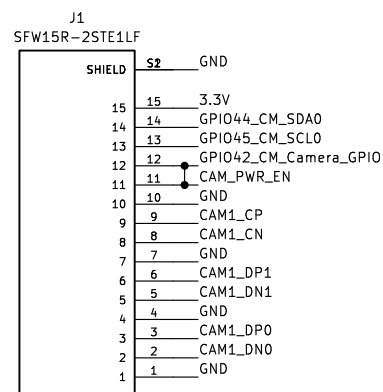 J1
SFW15R-2STE1LF
SHIELD GND
15 15 3.3V
14 14 GPIO44_CM_SDA0
13 13 GPIO45_CM_SCL0
12 12 GPIO42_CM_Camera_GPIO
11 11 CAM_PWR_EN
10 10 GND
9 9 CAM1_CP
8 8 CAM1_CN
7 7 GND
6 6 CAM1_DP1
5 5 CAM1_DN1
4 4 GND
3 3 CAM1_DP0
2 2 CAM1_DN0
1 1 GND